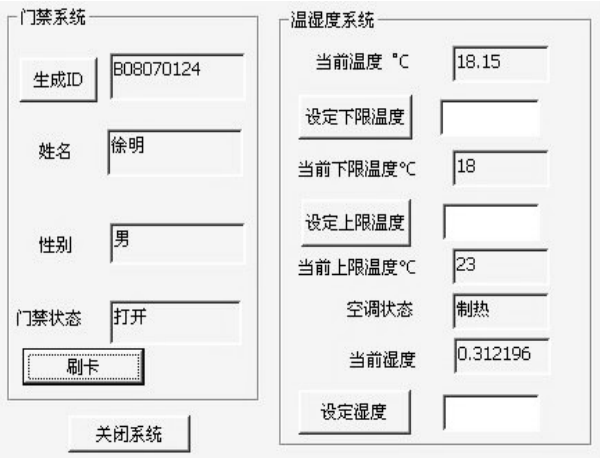 门禁系统
生成ID
B08070124
姓名
徐明
性别
男
门禁状态
打开
刷卡
关闭系统
温湿度系统
当前温度 °C
18.15
设定下限温度
当前下限温度°C
18
设定上限温度
当前上限温度°C
23
空调状态
制热
当前湿度
0.312196
设定湿度